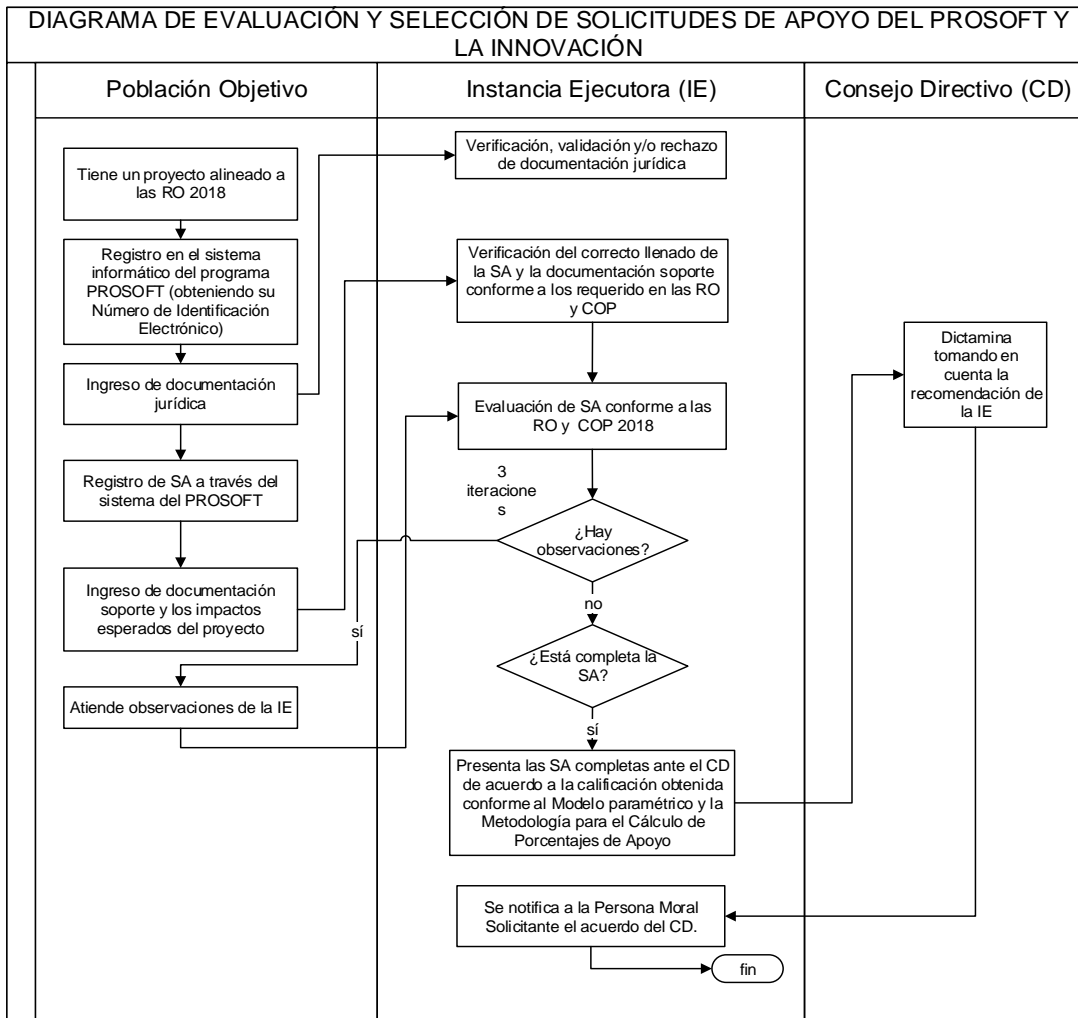 DIAGRAMA DE EVALUACIÓN Y SELECCIÓN DE SOLICITUDES DE APOYO DEL PROSOFT Y
LA INNOVACIÓN
Población Objetivo
Instancia Ejecutora (IE)
Consejo Directivo (CD)
Tiene un proyecto alineado a
las RO 2018
Verificación, validación y/o rechazo
de documentación jurídica
Registro en el sistema
informático del programa
PROSOFT (obteniendo su
Número de Identificación
Electrónico)
Verificación del correcto llenado de
la SA y la documentación soporte
conforme a los requerido en las RO
y COP
Ingreso de documentación
jurídica
Evaluación de SA conforme a las
RO y COP 2018
Dictamina
tomando en
cuenta la
recomendación de
la IE
Registro de SA a través del
sistema del PROSOFT
3
iteracione
s
¿Hay
observaciones?
Ingreso de documentación
soporte y los impactos
esperados del proyecto
sí
no
¿Está completa la
SA?
Atiende observaciones de la IE
sí
Presenta las SA completas ante el CD
de acuerdo a la calificación obtenida
conforme al Modelo paramétrico y la
Metodología para el Cálculo de
Porcentajes de Apoyo
Se notifica a la Persona Moral
Solicitante el acuerdo del CD.
fin